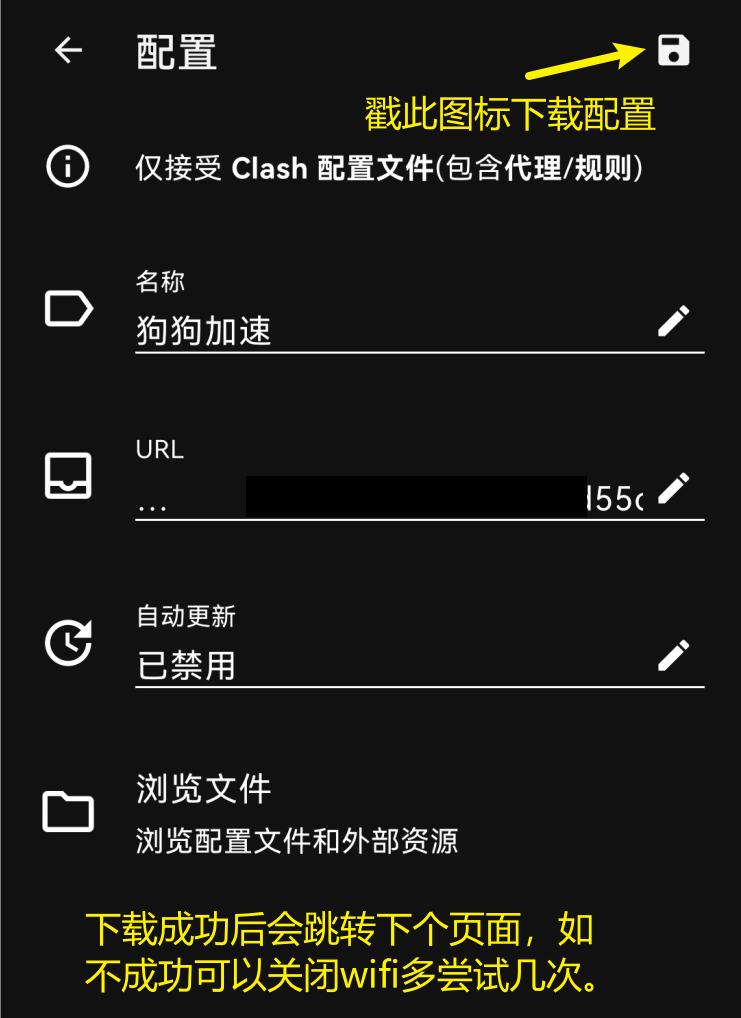 配置
戳此图标下载配置
仅接受 Clash 配置文件(包含代理/规则)
名称
狗狗加速
URL
... d55c
自动更新
已禁用
浏览文件
浏览配置文件和外部资源
下载成功后会跳转下个页面，如
不成功可以关闭wifi多尝试几次。